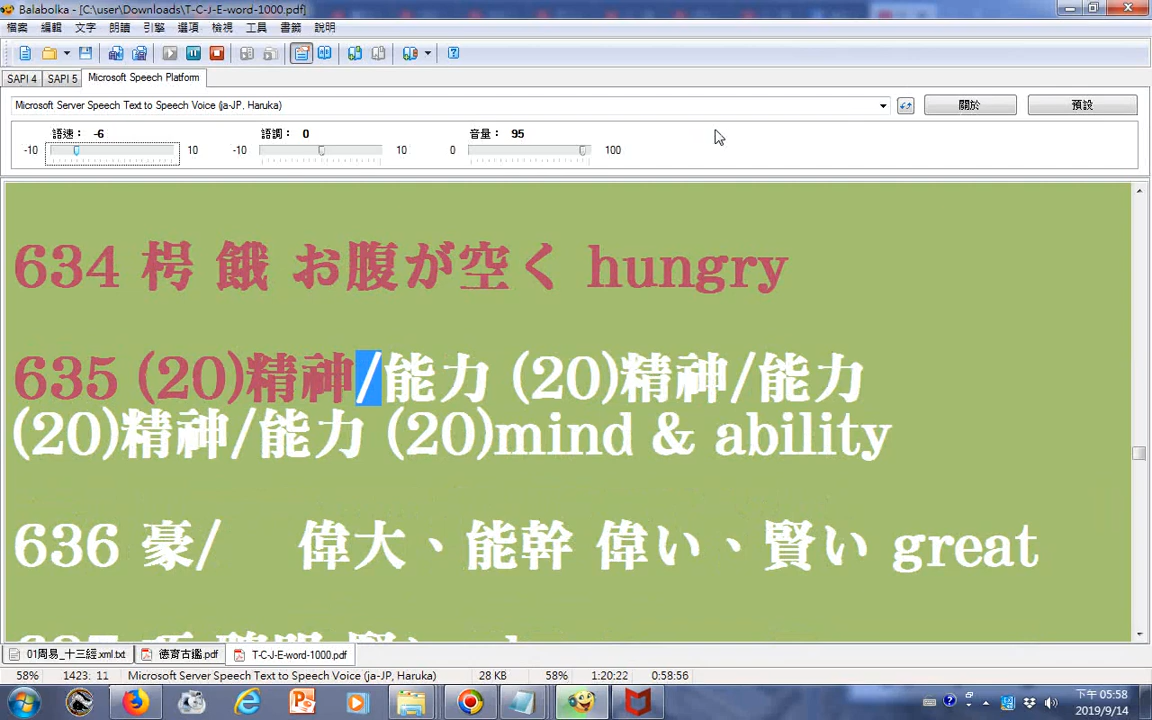 Balabolka - [C:\user\Downloads\T-C-J-E-word-1000.pdf]
檔案 編輯 文字 朗讀 引擎 選項 檢視 工具 書籤 說明
SAPI 4 SAPI 5 Microsoft Speech Platform
Microsoft Server Speech Text to Speech Voice (ja-JP, Haruka) 關於 預設
語速： -6 語調： 0 音量： 95
-10 10 -10 10 0 100
634 枵 餓 お腹が空く hungry
635 (20)精神/能力 (20)精神/能力
(20)精神/能力 (20)mind & ability
636 豪/ 偉大、能幹 偉い、賢い great
01周易_十三經.xml.txt 德育古鑑.pdf T-C-J-E-word-1000.pdf
58% 1423: 11 Microsoft Server Speech Text to Speech Voice (ja-JP, Haruka) 28 KB 58% 1:20:22 0:58:56
下午 05:58
2019/9/14